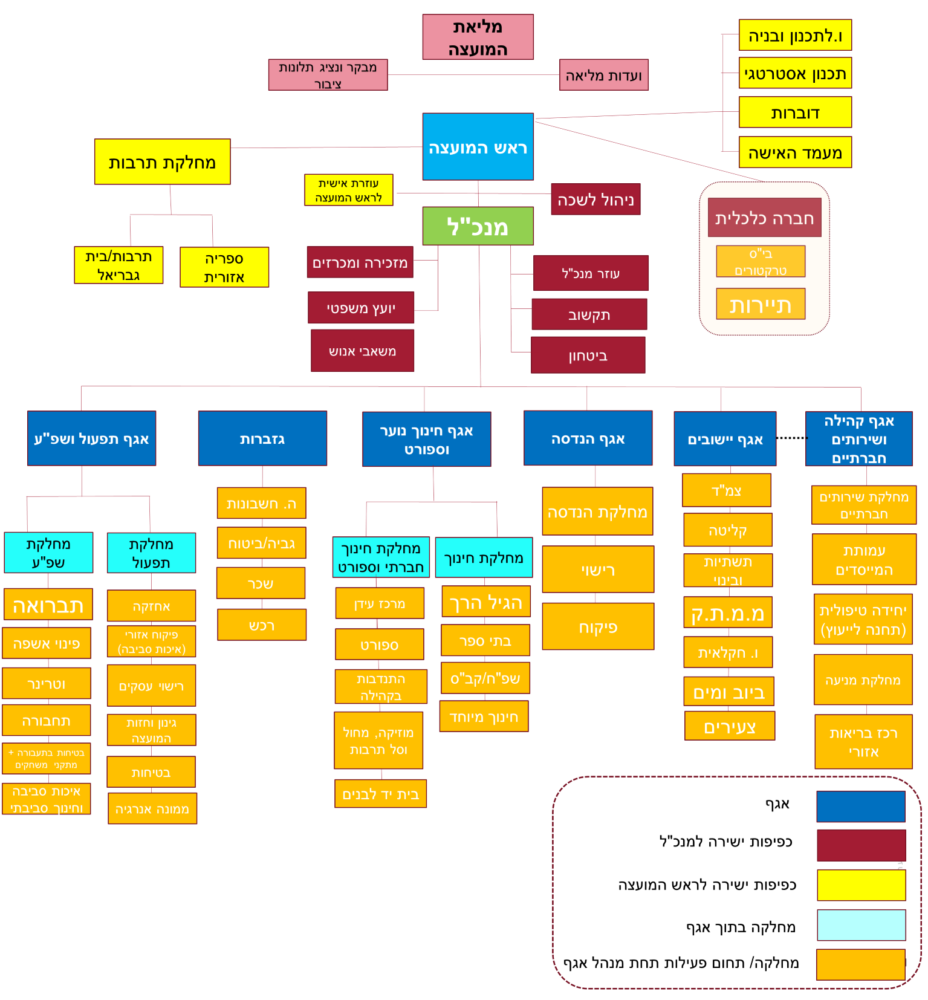 מליאת
המועצה
מבקר ונציג תלונות
ציבור
ועדות מליאה
ו.לתכנון ובניה
תכנון אסטרטגי
דוברות
מעמד האישה
ראש המועצה
מחלקת תרבות
ספריה
אזורית
תרבות/בית
גבריאל
עוזרת אישית
לראש המועצה
ניהול לשכה
מנכ"ל
חברה כלכלית
בי"ס
טרקטורים
תיירות
מזכירה ומכרזים
יועץ משפטי
משאבי אנוש
עוזר מנכ"ל
תקשוב
ביטחון
אגף קהילה
ושירותים
חברתיים
מחלקת שירותים
חברתיים
עמותת
המייסדים
יחידה טיפולית
(תחנה לייעוץ)
מחלקת מניעה
רכז בריאות
אזורי
אגף יישובים
צמ"ד
קליטה
תשתיות
ובינוי
מ.מ.ת.ק
ו. חקלאית
ביוב ומים
צעירים
אגף הנדסה
מחלקת הנדסה
רישוי
פיקוח
אגף חינוך נוער
וספורט
מחלקת חינוך
הגיל הרך
בתי ספר
שפ"ח/קב"ס
חינוך מיוחד
מחלקת חינוך
חברתי וספורט
מרכז עידן
ספורט
התנדבות
בקהילה
מוזיקה, מחול
וסל תרבות
בית יד לבנים
גזברות
ה. חשבונות
גביה/ביטוח
שכר
רכש
אגף תפעול ושפ"ע
מחלקת
תפעול
אחזקה
פיקוח אזורי
(איכות סביבה)
רישוי עסקים
גינון וחזות
המועצה
בטיחות
ממונה אנרגיה
מחלקת
שפ"ע
תברואה
פינוי אשפה
וטרינר
תחבורה
בטיחות בתעבורה +
מתקני משחקים
איכות סביבה
וחינוך סביבתי
אגף
כפיפות ישירה למנכ"ל
כפיפות ישירה לראש המועצה
מחלקה בתוך אגף
מחלקה/ תחום פעילות תחת מנהל אגף